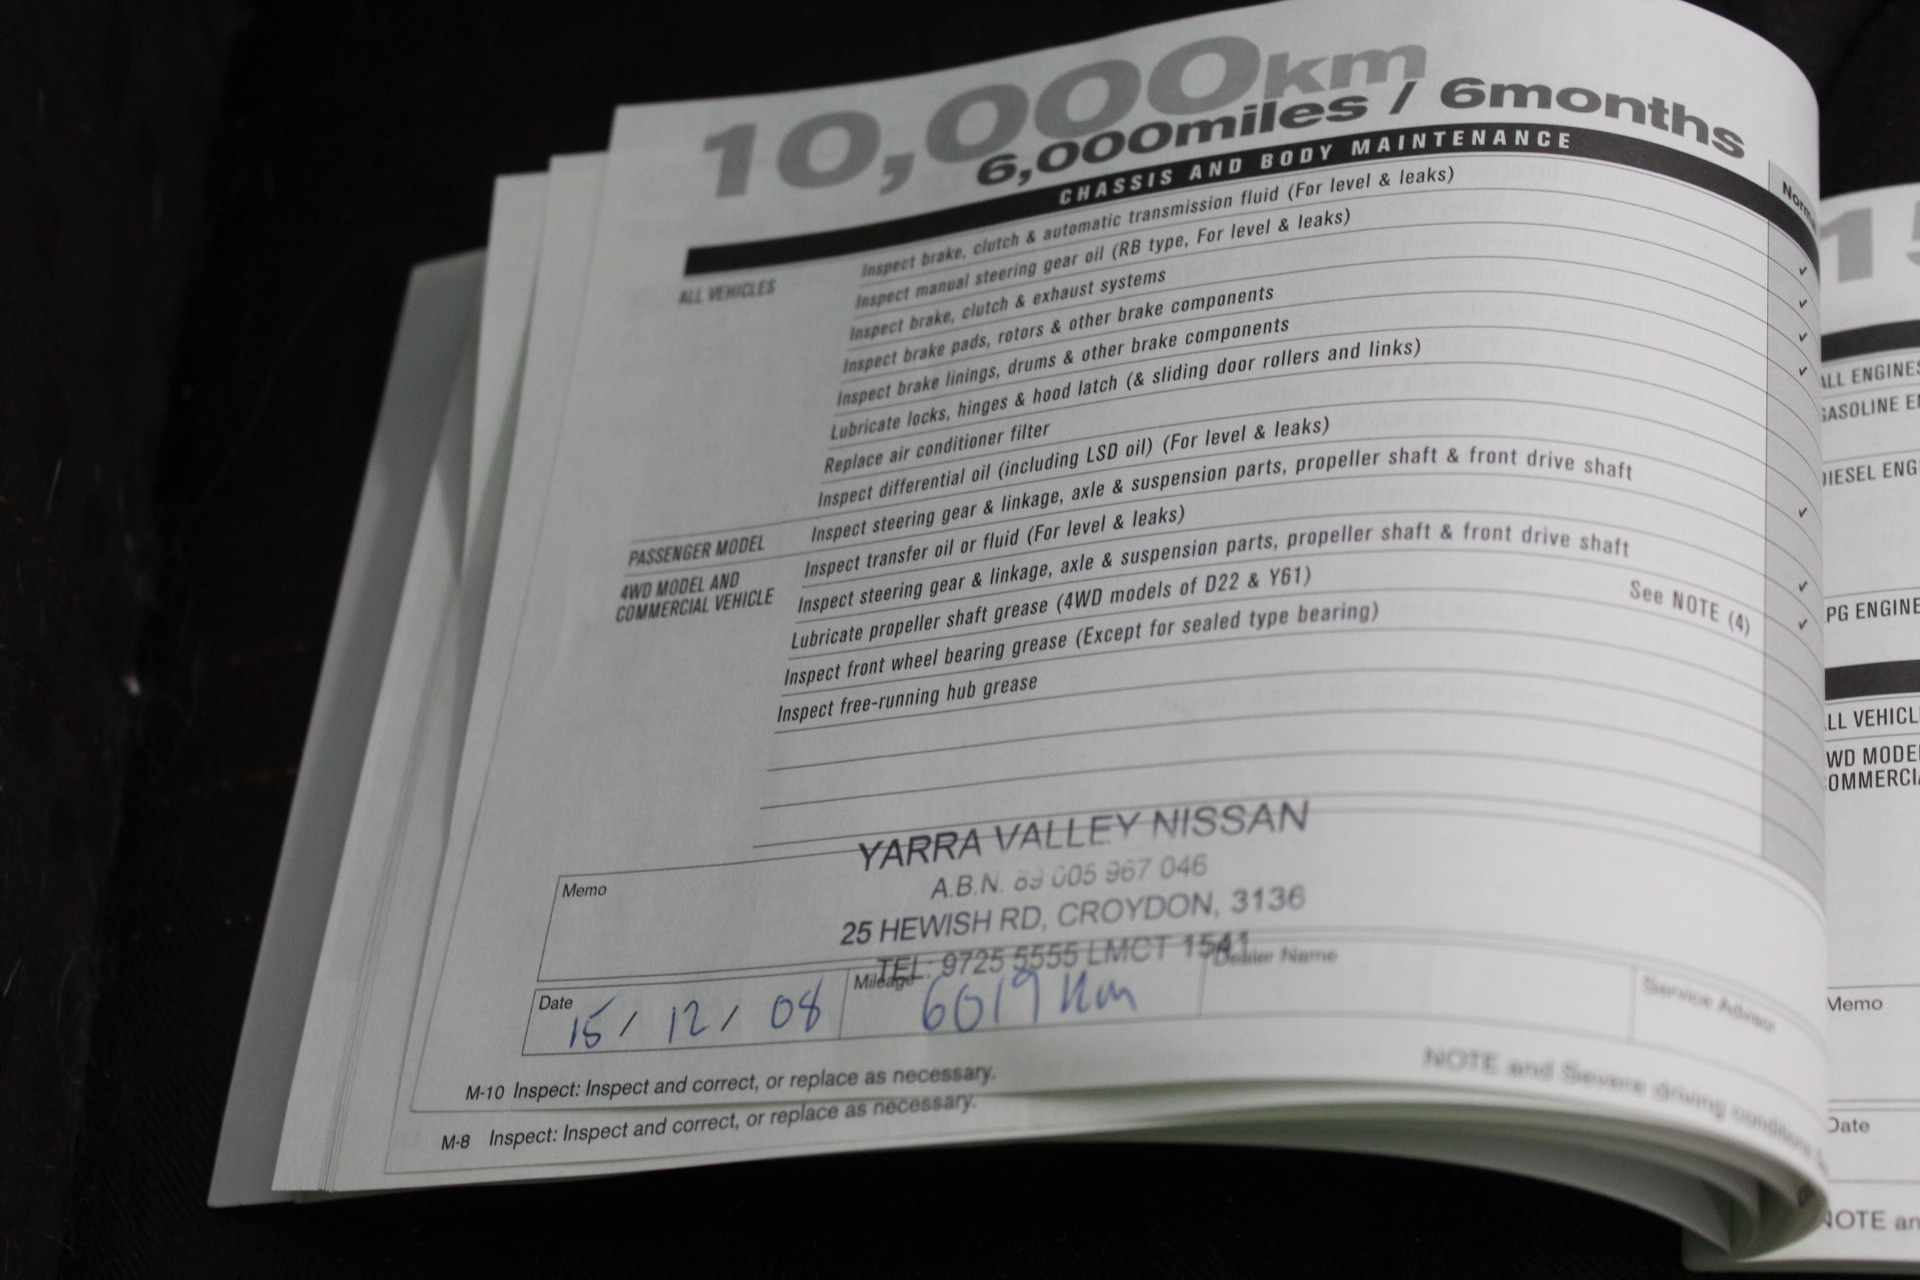 10,000km
6,000miles / 6months
CHASSIS AND BODY MAINTENANCE
ALL VEHICLES
Inspect brake, clutch & automatic transmission fluid (For level & leaks)
Inspect manual steering gear oil (RB type, For level & leaks) ✓
Inspect brake, clutch & exhaust systems ✓
Inspect brake pads, rotors & other brake components ✓
Inspect brake linings, drums & other brake components ✓
Lubricate locks, hinges & hood latch (& sliding door rollers and links)
Replace air conditioner filter
Inspect differential oil (including LSD oil) (For level & leaks)
PASSENGER MODEL
Inspect steering gear & linkage, axle & suspension parts, propeller shaft & front drive shaft
4WD MODEL AND
COMMERCIAL VEHICLE
Inspect transfer oil or fluid (For level & leaks) ✓
Inspect steering gear & linkage, axle & suspension parts, propeller shaft & front drive shaft
Lubricate propeller shaft grease (4WD models of D22 & Y61) See NOTE (4) ✓
Inspect front wheel bearing grease (Except for sealed type bearing) ✓
Inspect free-running hub grease
YARRA VALLEY NISSAN
A.B.N. 89 005 967 046
25 HEWISH RD, CROYDON, 3136
TEL: 9725 5555 LMCT 1541
Memo
Date
15 / 12 / 08
Mileage
6019 km
Dealer Name
Service Advisor
M-10 Inspect: Inspect and correct, or replace as necessary.
NOTE and Severe driving conditions
M-8 Inspect: Inspect and correct, or replace as necessary.
15
ALL ENGINES
GASOLINE E
DIESEL ENG
PG ENGINE
LL VEHICL
WD MODE
OMMERCIA
Memo
Date
NOTE an